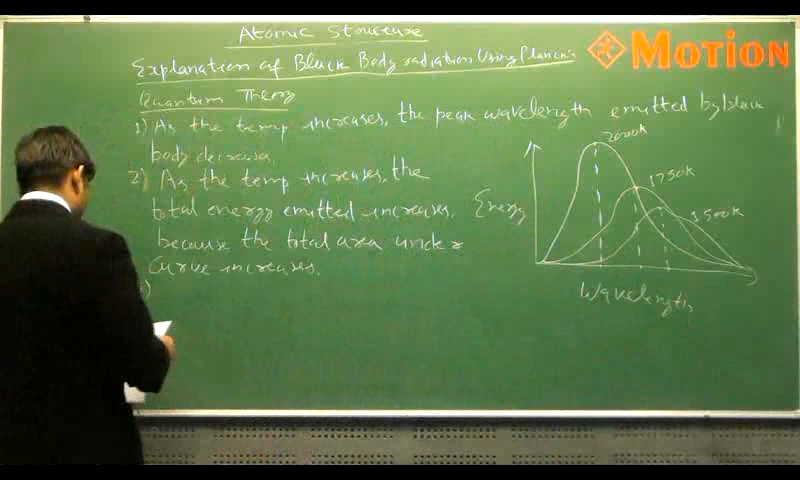 Atomic Structure
Explanation of Black Body radiation Using Planck's
Quantum Theory
1) As the temp increases, the peak wavelength emitted by black
body decreases.
2) As the temp increases, the
total energy emitted increases.
because the total area under
curve increases.
3)
MOTION
2000K
1750K
1500K
Energy
Wavelength